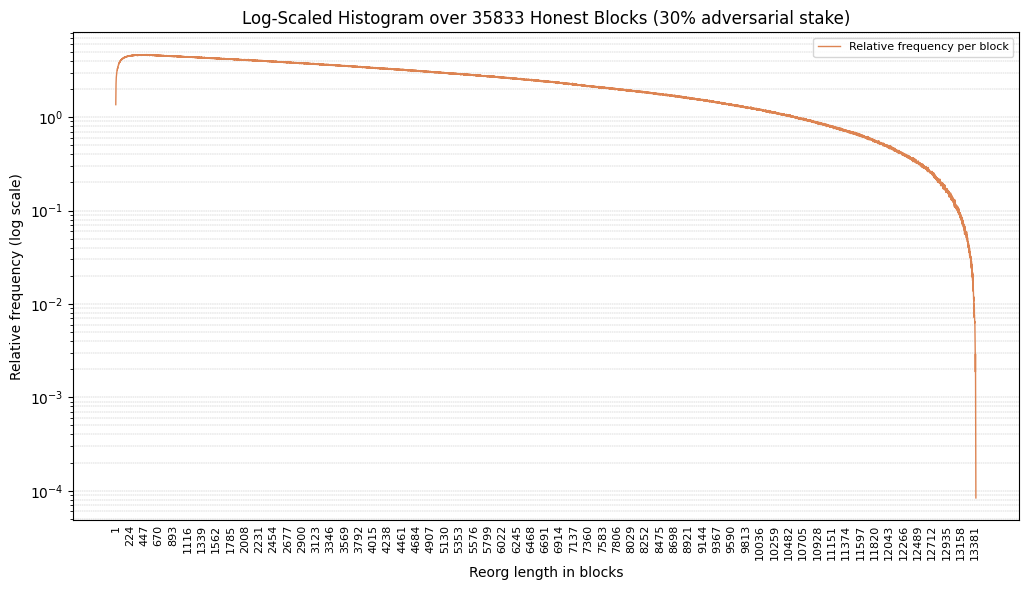 Log-Scaled Histogram over 35833 Honest Blocks (30% adversarial stake)
Relative frequency per block
Relative frequency (log scale)
10⁰
10⁻¹
10⁻²
10⁻³
10⁻⁴
1 224 447 670 893 1116 1339 1562 1785 2008 2231 2454 2677 2900 3123 3346 3569 3792 4015 4238 4461 4684 4907 5130 5353 5576 5799 6022 6245 6468 6691 6914 7137 7360 7583 7806 8029 8252 8475 8698 8921 9144 9367 9590 9813 10036 10259 10482 10705 10928 11151 11374 11597 11820 12043 12266 12489 12712 12935 13158 13381
Reorg length in blocks